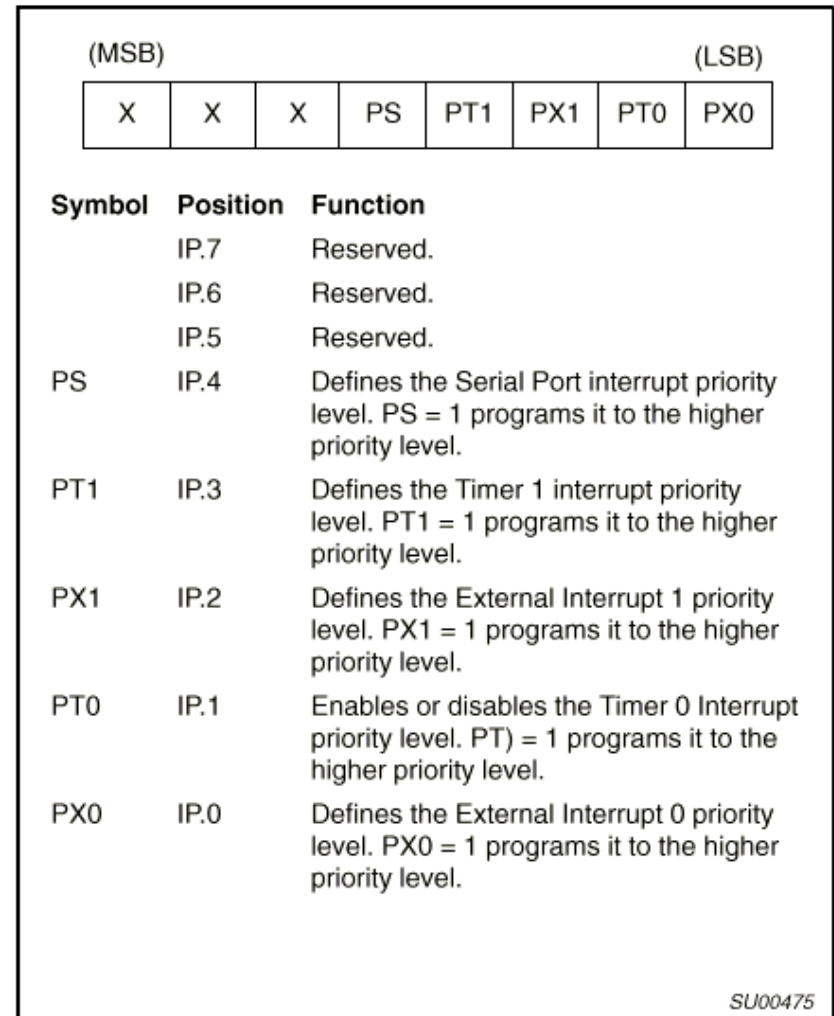 (MSB) (LSB)
X X X PS PT1 PX1 PT0 PX0
Symbol Position Function
IP.7 Reserved.
IP.6 Reserved.
IP.5 Reserved.
PS IP.4 Defines the Serial Port interrupt priority
level. PS = 1 programs it to the higher
priority level.
PT1 IP.3 Defines the Timer 1 interrupt priority
level. PT1 = 1 programs it to the higher
priority level.
PX1 IP.2 Defines the External Interrupt 1 priority
level. PX1 = 1 programs it to the higher
priority level.
PT0 IP.1 Enables or disables the Timer 0 Interrupt
priority level. PT) = 1 programs it to the
higher priority level.
PX0 IP.0 Defines the External Interrupt 0 priority
level. PX0 = 1 programs it to the higher
priority level.
SU00475